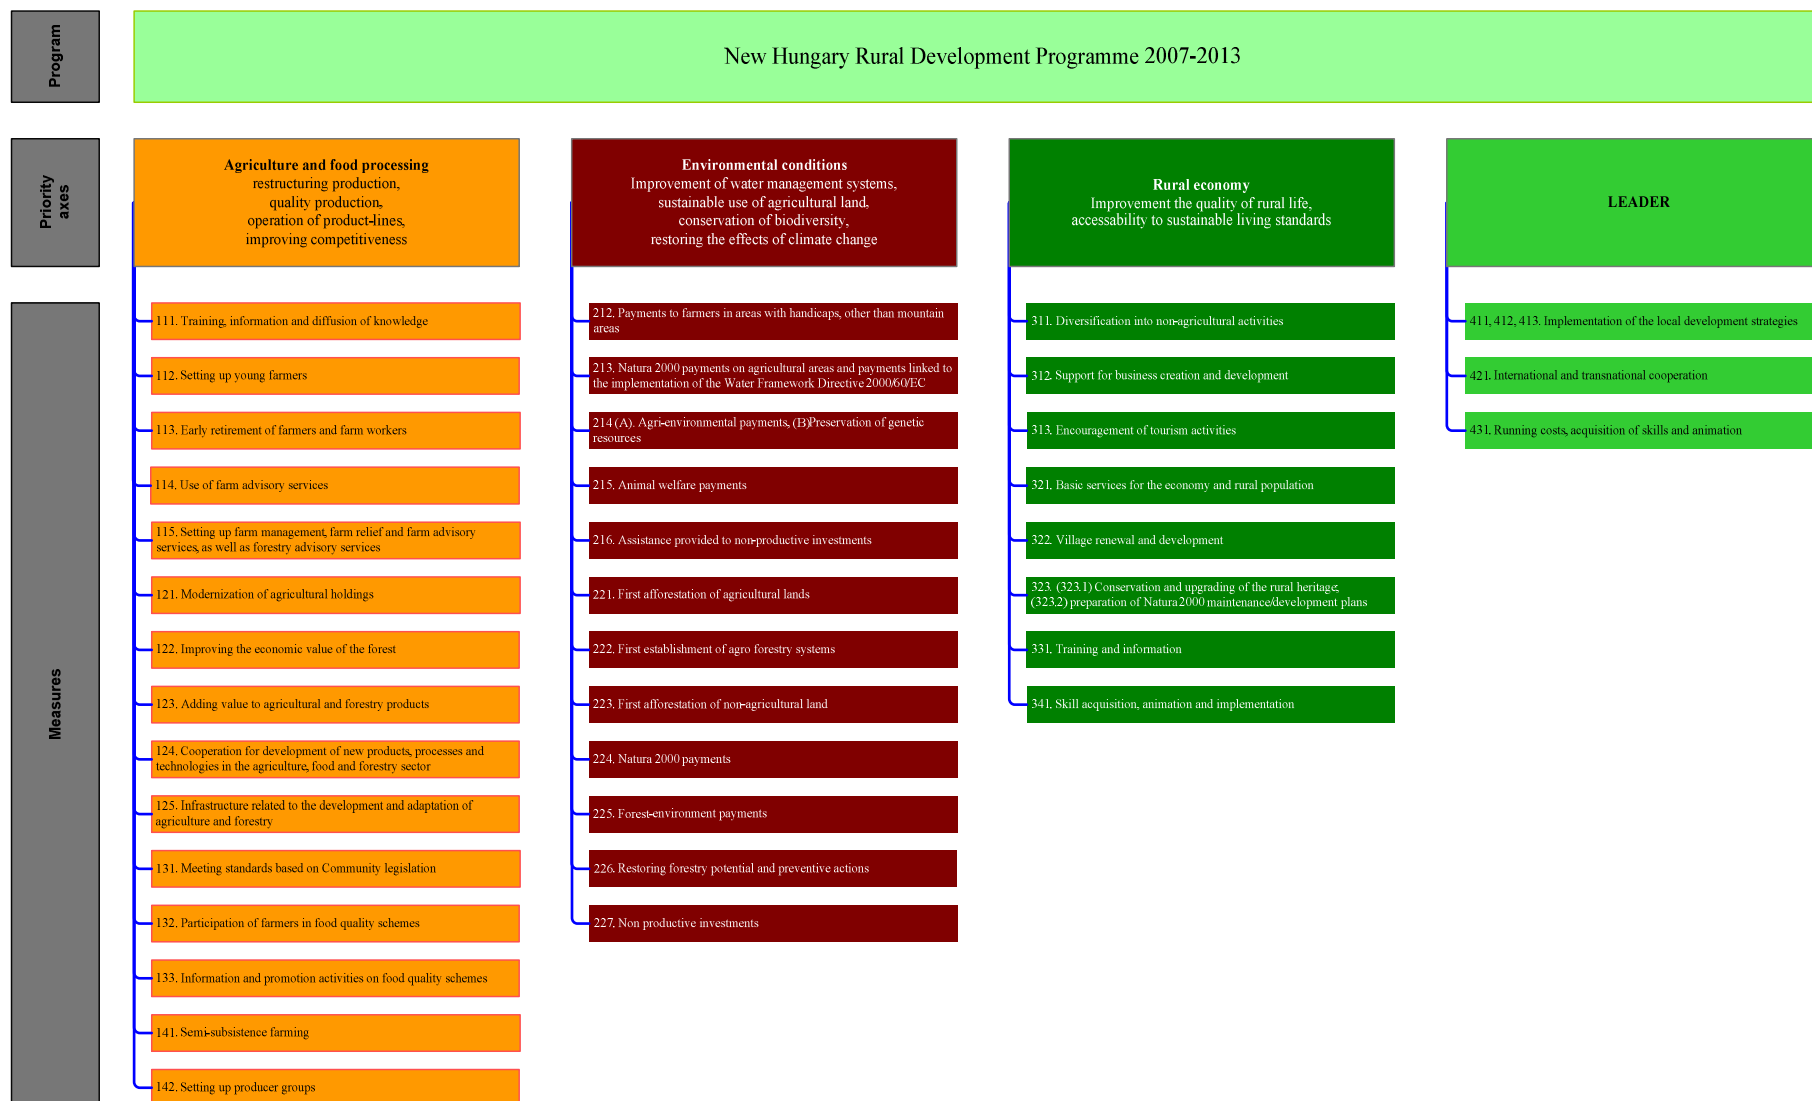 Program
New Hungary Rural Development Programme 2007-2013
Priority
axes
Agriculture and food processing
restructuring production,
quality production,
operation of product-lines,
improving competitiveness
Environmental conditions
Improvement of water management systems,
sustainable use of agricultural land,
conservation of biodiversity,
restoring the effects of climate change
Rural economy
Improvement the quality of rural life,
accessability to sustainable living standards
LEADER
Measures
111. Training, information and diffusion of knowledge
112. Setting up young farmers
113. Early retirement of farmers and farm workers
114. Use of farm advisory services
115. Setting up farm management, farm relief and farm advisory
services, as well as forestry advisory services
121. Modernization of agricultural holdings
122. Improving the economic value of the forest
123. Adding value to agricultural and forestry products
124. Cooperation for development of new products, processes and
technologies in the agriculture, food and forestry sector
125. Infrastructure related to the development and adaptation of
agriculture and forestry
131. Meeting standards based on Community legislation
132. Participation of farmers in food quality schemes
133. Information and promotion activities on food quality schemes
141. Semi-subsistence farming
142. Setting up producer groups
212. Payments to farmers in areas with handicaps, other than mountain
areas
213. Natura 2000 payments on agricultural areas and payments linked to
the implementation of the Water Framework Directive 2000/60/EC
214 (A). Agri-environmental payments, (B)Preservation of genetic
resources
215. Animal welfare payments
216. Assistance provided to non-productive investments
221. First afforestation of agricultural lands
222. First establishment of agro forestry systems
223. First afforestation of non-agricultural land
224. Natura 2000 payments
225. Forest-environment payments
226. Restoring forestry potential and preventive actions
227. Non productive investments
311. Diversification into non-agricultural activities
312. Support for business creation and development
313. Encouragement of tourism activities
321. Basic services for the economy and rural population
322. Village renewal and development
323. (323.1) Conservation and upgrading of the rural heritage;
(323.2) preparation of Natura 2000 maintenance/development plans
331. Training and information
341. Skill acquisition, animation and implementation
411, 412, 413. Implementation of the local development strategies
421. International and transnational cooperation
431. Running costs, acquisition of skills and animation